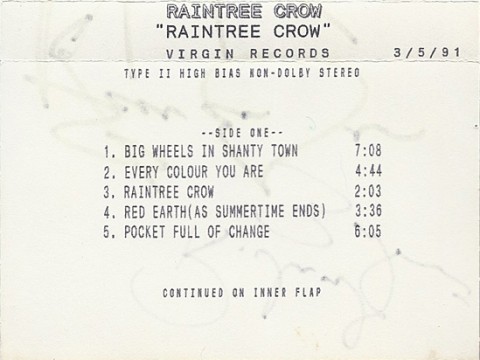 RAINTREE CROW
"RAINTREE CROW"
VIRGIN RECORDS 3/5/91
TYPE II HIGH BIAS NON-DOLBY STEREO
--SIDE ONE--
1. BIG WHEELS IN SHANTY TOWN 7:08
2. EVERY COLOUR YOU ARE 4:44
3. RAINTREE CROW 2:03
4. RED EARTH(AS SUMMERTIME ENDS) 3:36
5. POCKET FULL OF CHANGE 6:05
CONTINUED ON INNER FLAP